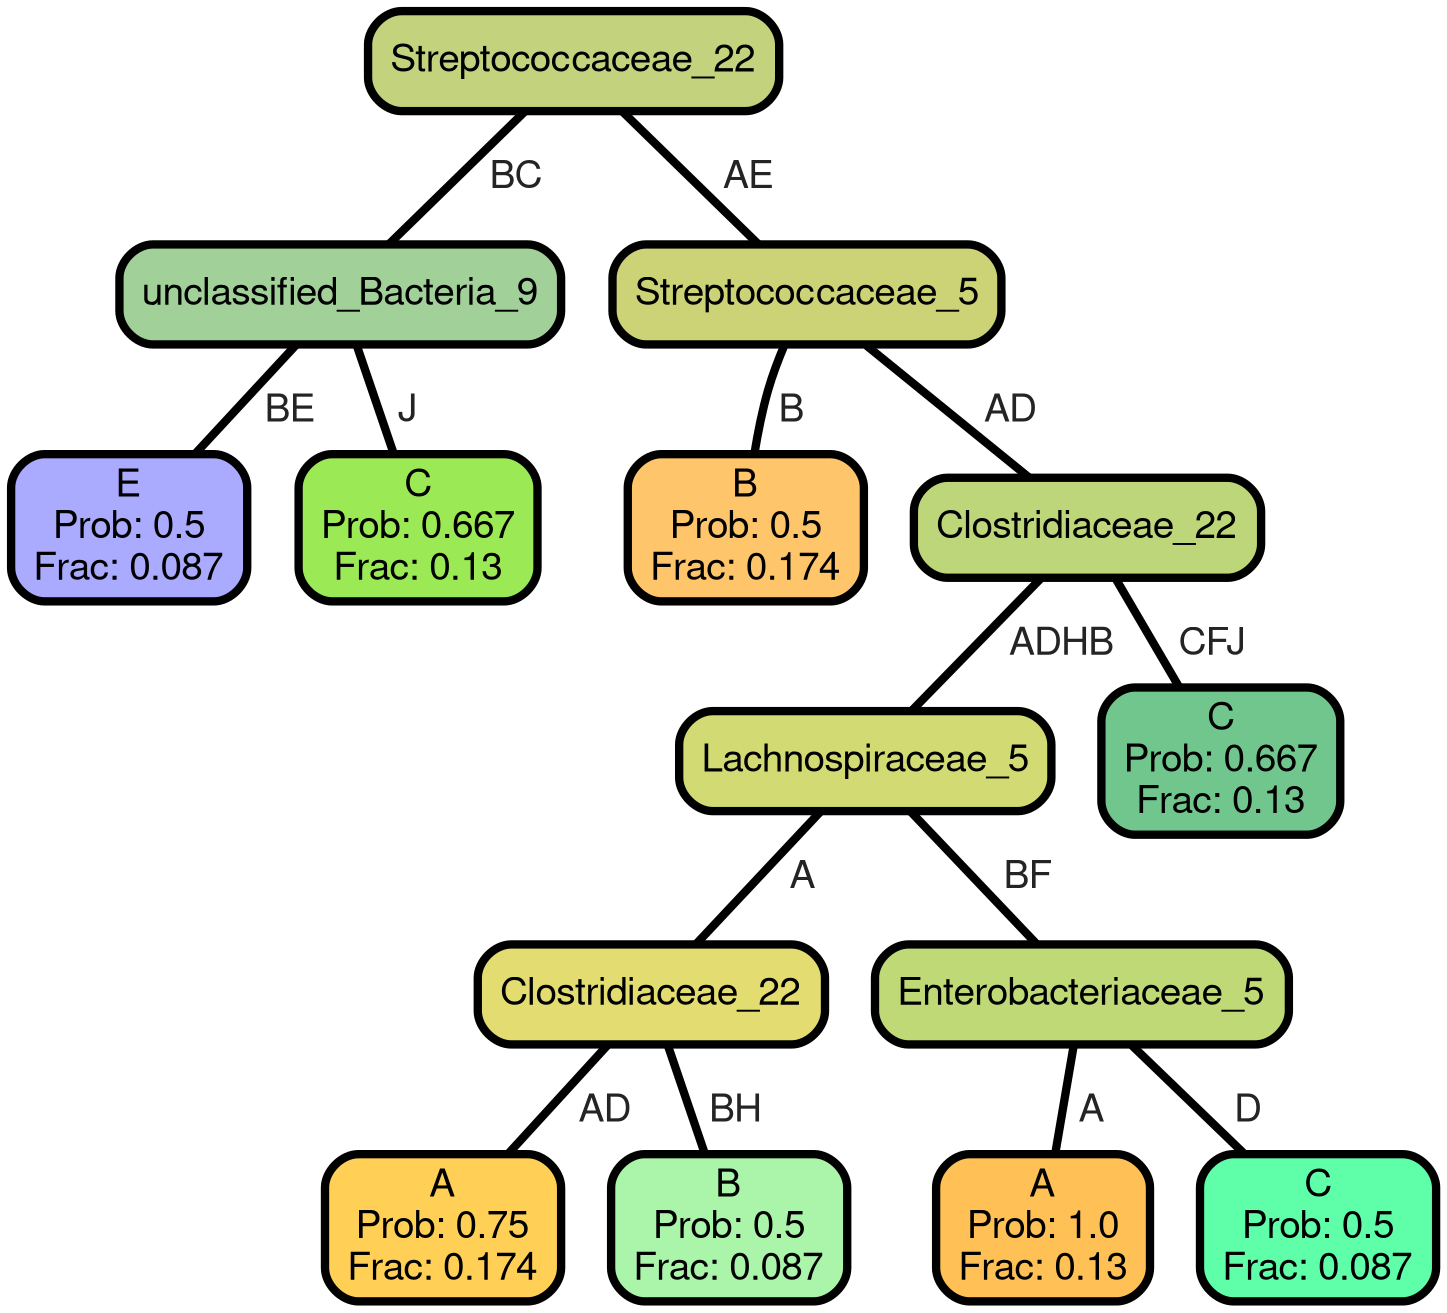 Streptococcaceae_22
BC
AE
unclassified_Bacteria_9
Streptococcaceae_5
BE
J
B
AD
E
Prob: 0.5
Frac: 0.087
C
Prob: 0.667
Frac: 0.13
B
Prob: 0.5
Frac: 0.174
Clostridiaceae_22
ADHB
CFJ
Lachnospiraceae_5
C
Prob: 0.667
Frac: 0.13
A
BF
Clostridiaceae_22
Enterobacteriaceae_5
AD
BH
A
D
A
Prob: 0.75
Frac: 0.174
B
Prob: 0.5
Frac: 0.087
A
Prob: 1.0
Frac: 0.13
C
Prob: 0.5
Frac: 0.087